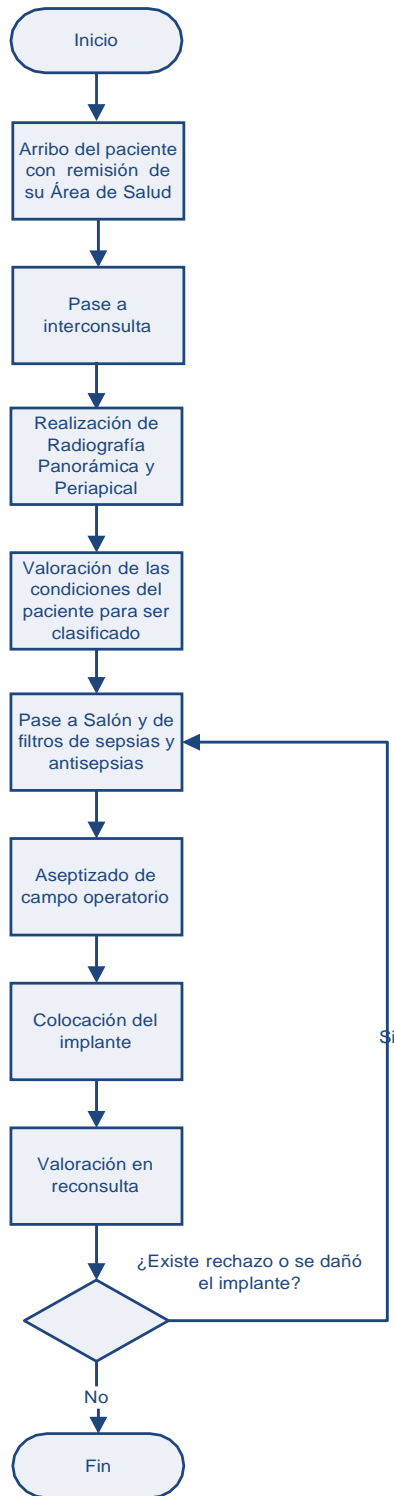 Inicio
Arribo del paciente
con remisión de
su Área de Salud
Pase a
interconsulta
Realización de
Radiografía
Panorámica y
Periapical
Valoración de las
condiciones del
paciente para ser
clasificado
Pase a Salón y de
filtros de sepsias y
antisepsias
Aseptizado de
campo operatorio
Colocación del
implante
Si
Valoración en
reconsulta
¿Existe rechazo o se dañó
el implante?
No
Fin